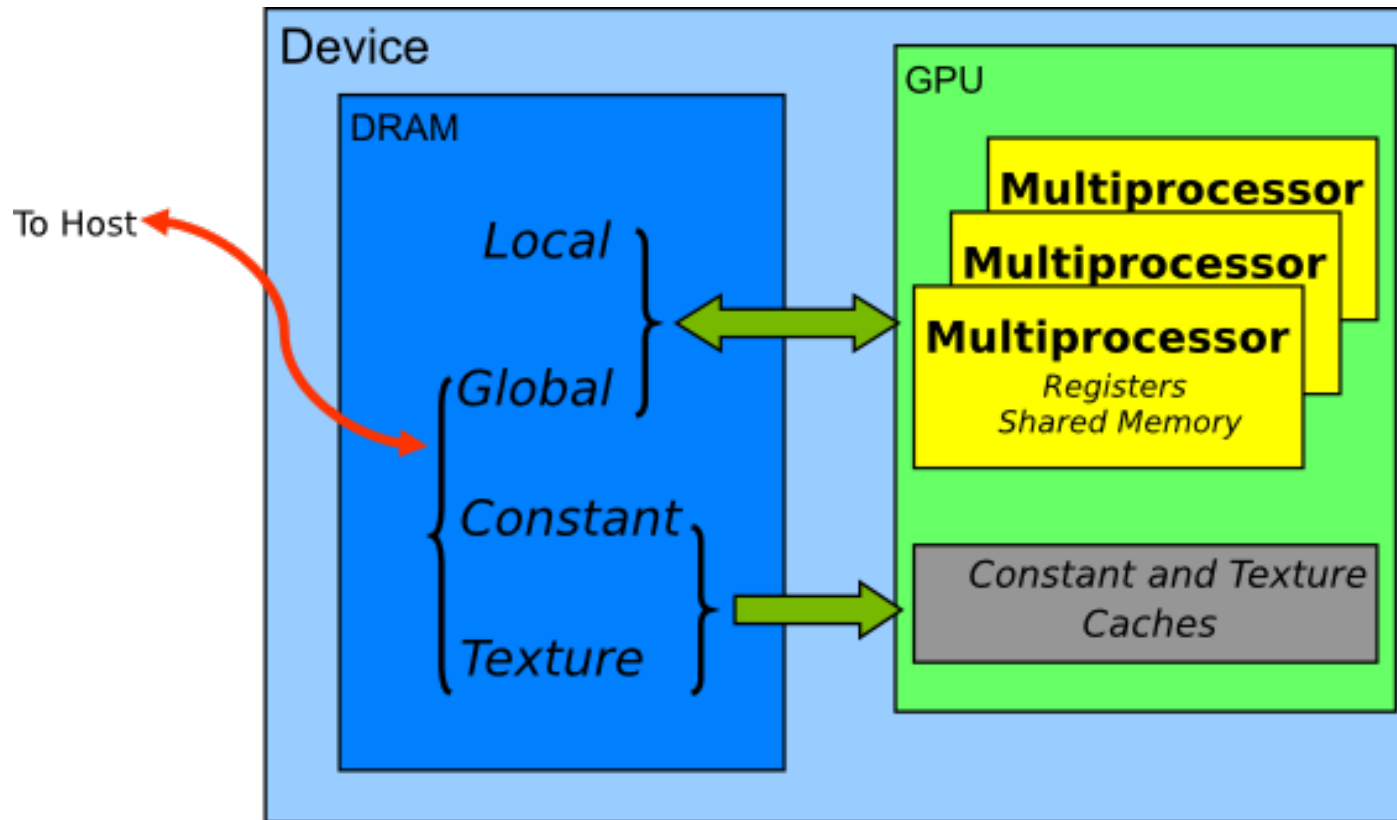 Device
DRAM
To Host
Local
Global
Constant
Texture
GPU
Multiprocessor
Multiprocessor
Multiprocessor
Registers
Shared Memory
Constant and Texture
Caches